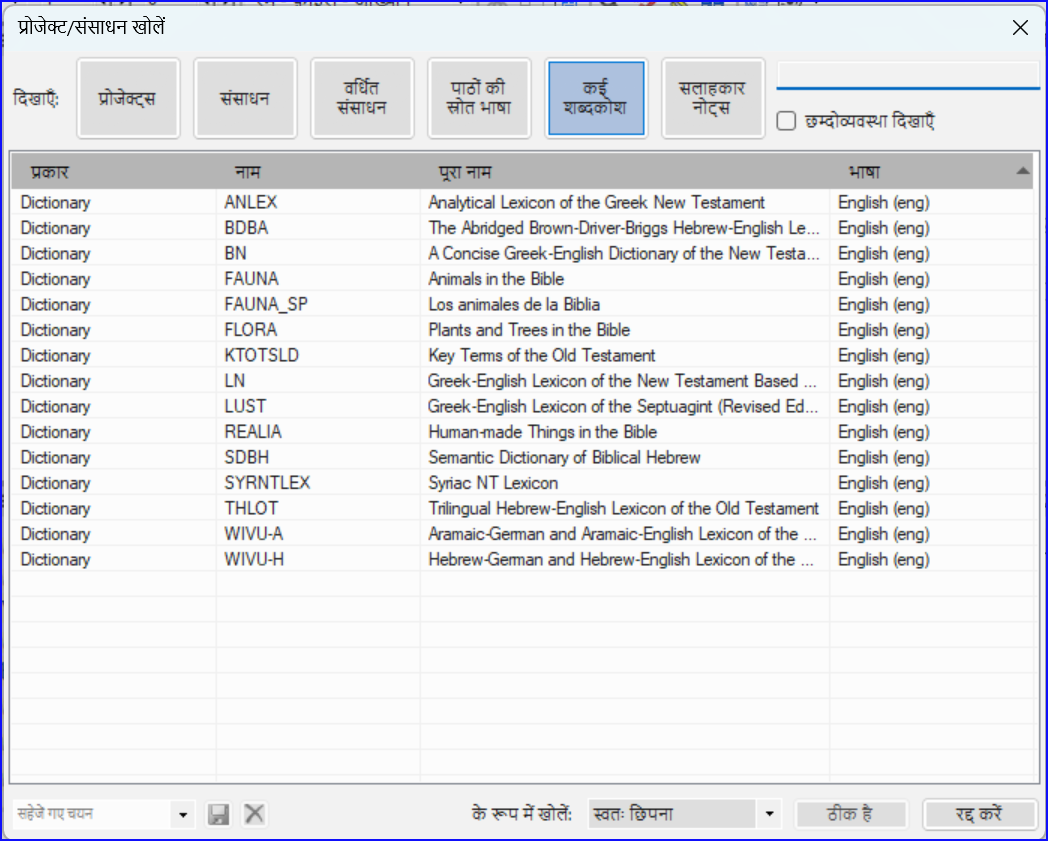 प्रोजेक्ट/संसाधन खोलें
दिखाएँ: प्रोजेक्ट्स संसाधन वर्धित संसाधन पाठों की स्रोत भाषा कई शब्दकोश सलाहकार नोट्स
छम्दोव्यवस्था दिखाएँ
प्रकार नाम पूरा नाम भाषा
Dictionary ANLEX Analytical Lexicon of the Greek New Testament English (eng)
Dictionary BDBA The Abridged Brown-Driver-Briggs Hebrew-English Le... English (eng)
Dictionary BN A Concise Greek-English Dictionary of the New Testa... English (eng)
Dictionary FAUNA Animals in the Bible English (eng)
Dictionary FAUNA_SP Los animales de la Biblia English (eng)
Dictionary FLORA Plants and Trees in the Bible English (eng)
Dictionary KTOTSLD Key Terms of the Old Testament English (eng)
Dictionary LN Greek-English Lexicon of the New Testament Based ... English (eng)
Dictionary LUST Greek-English Lexicon of the Septuagint (Revised Ed... English (eng)
Dictionary REALIA Human-made Things in the Bible English (eng)
Dictionary SDBH Semantic Dictionary of Biblical Hebrew English (eng)
Dictionary SYRNTLEX Syriac NT Lexicon English (eng)
Dictionary THLOT Trilingual Hebrew-English Lexicon of the Old Testament English (eng)
Dictionary WIVU-A Aramaic-German and Aramaic-English Lexicon of the ... English (eng)
Dictionary WIVU-H Hebrew-German and Hebrew-English Lexicon of the ... English (eng)
सहेजें गए चयन के रूप में खोलें: स्वतः छिपना ठीक है रद्द करें